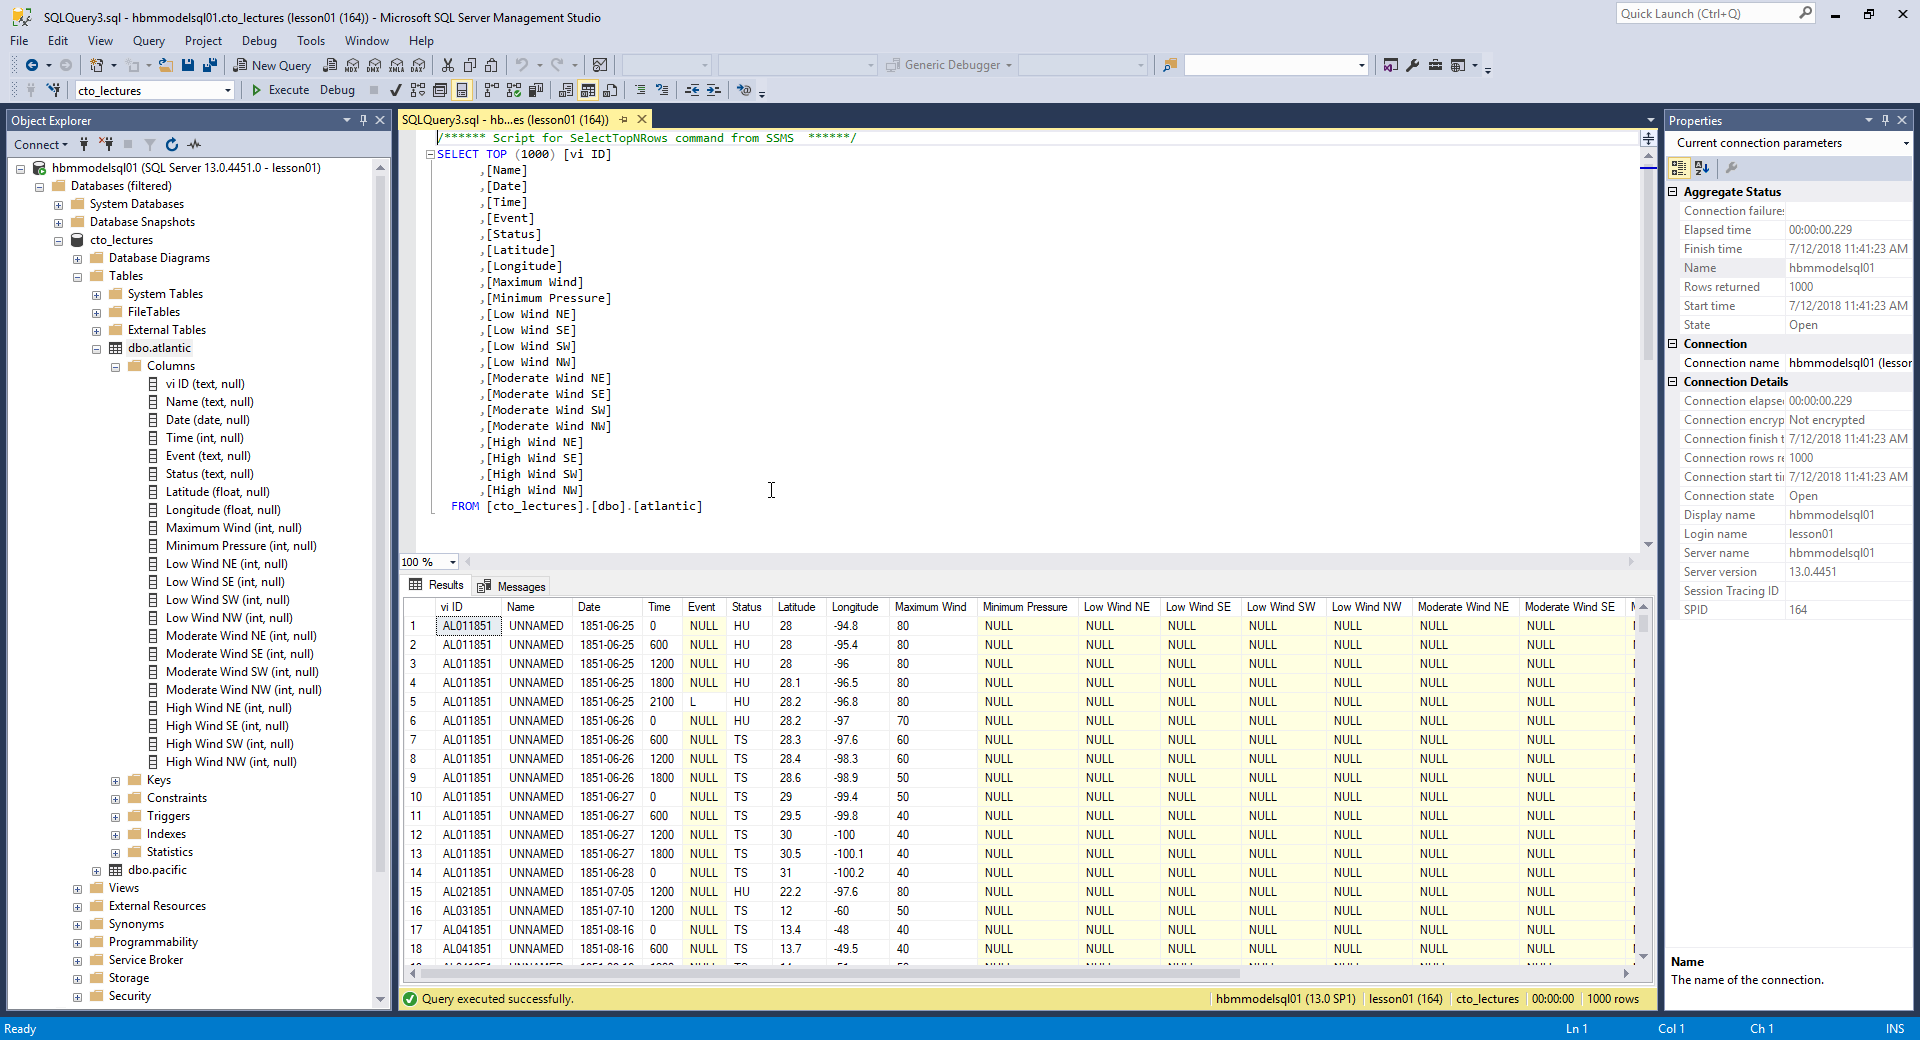 SQLQuery3.sql - hbmmodelsql01.cto_lectures (lesson01 (164)) - Microsoft SQL Server Management Studio
Quick Launch (Ctrl+Q)
File Edit View Query Project Debug Tools Window Help
New Query
MDX DMX XMLA DAX
Generic Debugger
cto_lectures
Execute Debug
Object Explorer
Connect
hbmmodelsql01 (SQL Server 13.0.4451.0 - lesson01)
Databases (filtered)
System Databases
Database Snapshots
cto_lectures
Database Diagrams
Tables
System Tables
FileTables
External Tables
dbo.atlantic
Columns
vi ID (text, null)
Name (text, null)
Date (date, null)
Time (int, null)
Event (text, null)
Status (text, null)
Latitude (float, null)
Longitude (float, null)
Maximum Wind (int, null)
Minimum Pressure (int, null)
Low Wind NE (int, null)
Low Wind SE (int, null)
Low Wind SW (int, null)
Low Wind NW (int, null)
Moderate Wind NE (int, null)
Moderate Wind SE (int, null)
Moderate Wind SW (int, null)
Moderate Wind NW (int, null)
High Wind NE (int, null)
High Wind SE (int, null)
High Wind SW (int, null)
High Wind NW (int, null)
Keys
Constraints
Triggers
Indexes
Statistics
dbo.pacific
Views
External Resources
Synonyms
Programmability
Service Broker
Storage
Security
SQLQuery3.sql - hb...es (lesson01 (164))
/****** Script for SelectTopNRows command from SSMS  ******/
SELECT TOP (1000) [vi ID]
,[Name]
,[Date]
,[Time]
,[Event]
,[Status]
,[Latitude]
,[Longitude]
,[Maximum Wind]
,[Minimum Pressure]
,[Low Wind NE]
,[Low Wind SE]
,[Low Wind SW]
,[Low Wind NW]
,[Moderate Wind NE]
,[Moderate Wind SE]
,[Moderate Wind SW]
,[Moderate Wind NW]
,[High Wind NE]
,[High Wind SE]
,[High Wind SW]
,[High Wind NW]
FROM [cto_lectures].[dbo].[atlantic]
100 %
Results Messages
vi ID Name Date Time Event Status Latitude Longitude Maximum Wind Minimum Pressure Low Wind NE Low Wind SE Low Wind SW Low Wind NW Moderate Wind NE Moderate Wind SE
1 AL011851 UNNAMED 1851-06-25 0 NULL HU 28 -94.8 80 NULL NULL NULL NULL NULL NULL NULL
2 AL011851 UNNAMED 1851-06-25 600 NULL HU 28 -95.4 80 NULL NULL NULL NULL NULL NULL NULL
3 AL011851 UNNAMED 1851-06-25 1200 NULL HU 28 -96 80 NULL NULL NULL NULL NULL NULL NULL
4 AL011851 UNNAMED 1851-06-25 1800 NULL HU 28.1 -96.5 80 NULL NULL NULL NULL NULL NULL NULL
5 AL011851 UNNAMED 1851-06-25 2100 L HU 28.2 -96.8 80 NULL NULL NULL NULL NULL NULL NULL
6 AL011851 UNNAMED 1851-06-26 0 NULL HU 28.2 -97 70 NULL NULL NULL NULL NULL NULL NULL
7 AL011851 UNNAMED 1851-06-26 600 NULL TS 28.3 -97.6 60 NULL NULL NULL NULL NULL NULL NULL
8 AL011851 UNNAMED 1851-06-26 1200 NULL TS 28.4 -98.3 60 NULL NULL NULL NULL NULL NULL NULL
9 AL011851 UNNAMED 1851-06-26 1800 NULL TS 28.6 -98.9 50 NULL NULL NULL NULL NULL NULL NULL
10 AL011851 UNNAMED 1851-06-27 0 NULL TS 29 -99.4 50 NULL NULL NULL NULL NULL NULL NULL
11 AL011851 UNNAMED 1851-06-27 600 NULL TS 29.5 -99.8 40 NULL NULL NULL NULL NULL NULL NULL
12 AL011851 UNNAMED 1851-06-27 1200 NULL TS 30 -100 40 NULL NULL NULL NULL NULL NULL NULL
13 AL011851 UNNAMED 1851-06-27 1800 NULL TS 30.5 -100.1 40 NULL NULL NULL NULL NULL NULL NULL
14 AL011851 UNNAMED 1851-06-28 0 NULL TS 31 -100.2 40 NULL NULL NULL NULL NULL NULL NULL
15 AL021851 UNNAMED 1851-07-05 1200 NULL HU 22.2 -97.6 80 NULL NULL NULL NULL NULL NULL NULL
16 AL031851 UNNAMED 1851-07-10 1200 NULL TS 12 -60 50 NULL NULL NULL NULL NULL NULL NULL
17 AL041851 UNNAMED 1851-08-16 0 NULL TS 13.4 -48 40 NULL NULL NULL NULL NULL NULL NULL
18 AL041851 UNNAMED 1851-08-16 600 NULL TS 13.7 -49.5 40 NULL NULL NULL NULL NULL NULL NULL
Query executed successfully. hbmmodelsql01 (13.0 SP1) lesson01 (164) cto_lectures 00:00:00 1000 rows
Properties
Current connection parameters
Aggregate Status
Connection failures
Elapsed time 00:00:00.229
Finish time 7/12/2018 11:41:23 AM
Name hbmmodelsql01
Rows returned 1000
Start time 7/12/2018 11:41:23 AM
State Open
Connection
Connection name hbmmodelsql01 (lesson
Connection Details
Connection elapse 00:00:00.229
Connection encryp Not encrypted
Connection finish t 7/12/2018 11:41:23 AM
Connection rows re 1000
Connection start ti 7/12/2018 11:41:23 AM
Connection state Open
Display name hbmmodelsql01
Login name lesson01
Server name hbmmodelsql01
Server version 13.0.4451
Session Tracing ID
SPID 164
Name
The name of the connection.
Ready Ln 1 Col 1 Ch 1 INS